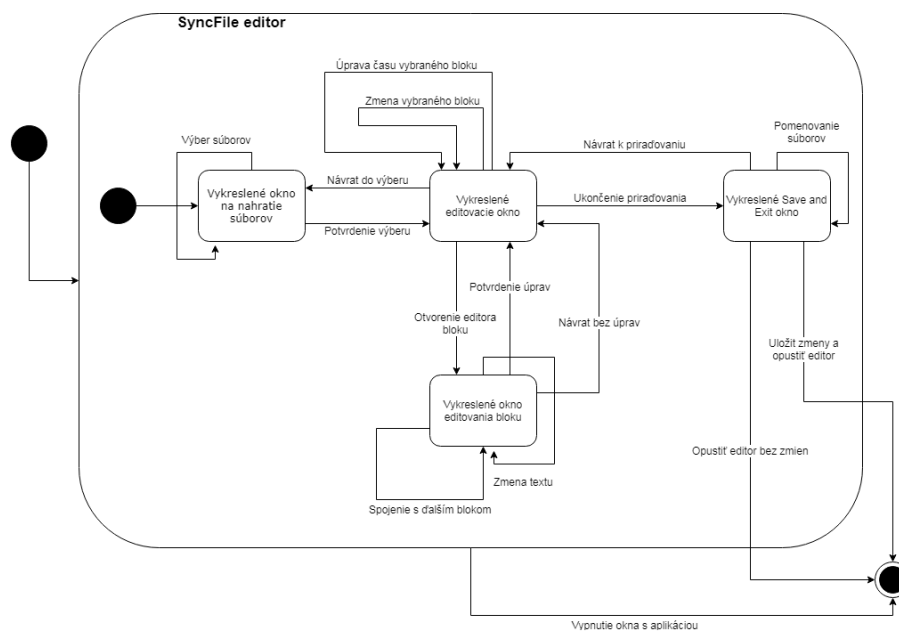 SyncFile editor
Úprava času vybraného bloku
Zmena vybraného bloku
Výber súborov
Návrat k priraďovaniu
Pomenovanie
súborov
Vykreslené okno
na nahratie
súborov
Návrat do výberu
Potvrdenie výberu
Vykreslené
editovacie okno
Ukončenie priraďovania
Vykreslené Save and
Exit okno
Potvrdenie úprav
Otvorenie editora
bloku
Návrat bez úprav
Uložit zmeny a
opustiť editor
Vykreslené okno
editovania bloku
Opustiť editor bez zmien
Zmena textu
Spojenie s ďalším blokom
Vypnutie okna s aplikáciou